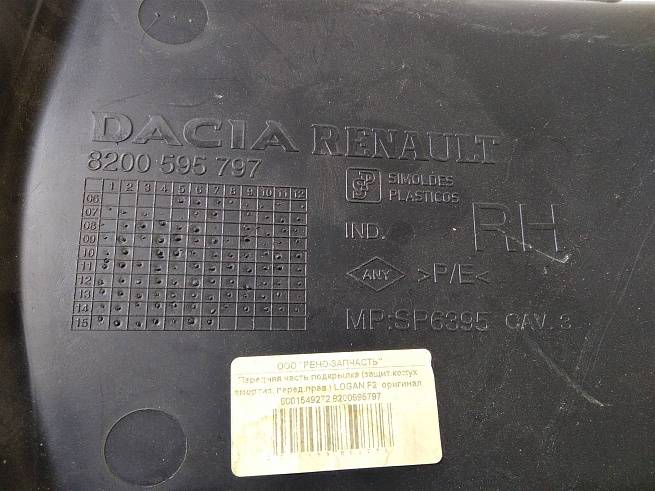 DACIA RENAULT
8200 595 797
1 2 3 4 5 6 7 8 9 10 11 12
06
07
08
09
10
11
12
13
14
15
SIMOLDES
PLASTICOS
IND.
RH
ANY >P/E<
MP:SP6395 CAV. 3
ООО "РЕНО-ЗАПЧАСТЬ"
Передняя часть подкрылка (защит.кожух
амортиз. перед.прав.) LOGAN F2 оригинал
6001549272 8200595797